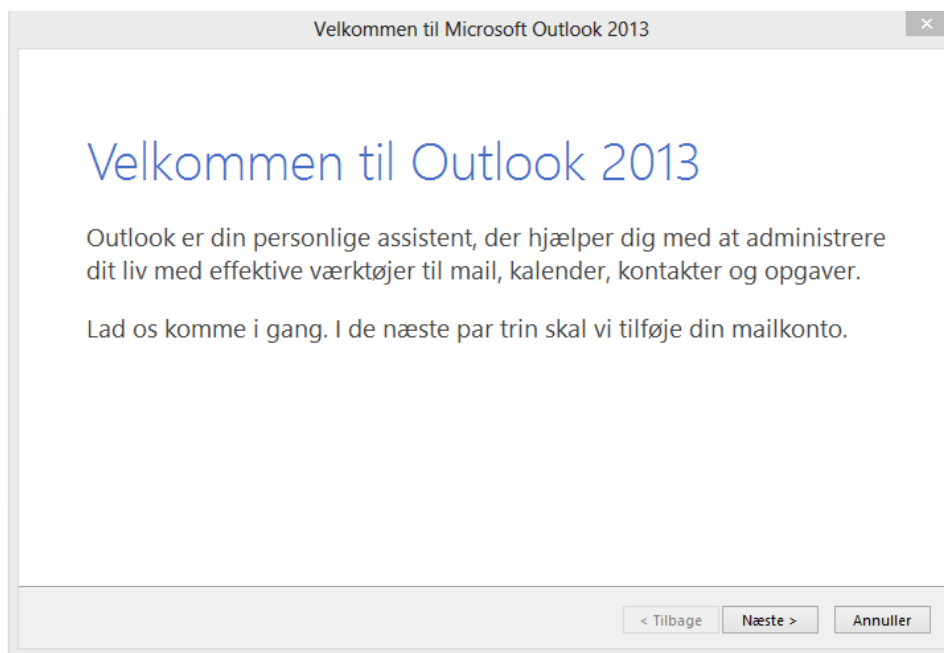 Velkommen til Microsoft Outlook 2013
×
Velkommen til Outlook 2013
Outlook er din personlige assistent, der hjælper dig med at administrere
dit liv med effektive værktøjer til mail, kalender, kontakter og opgaver.
Lad os komme i gang. I de næste par trin skal vi tilføje din mailkonto.
< Tilbage Næste > Annuller